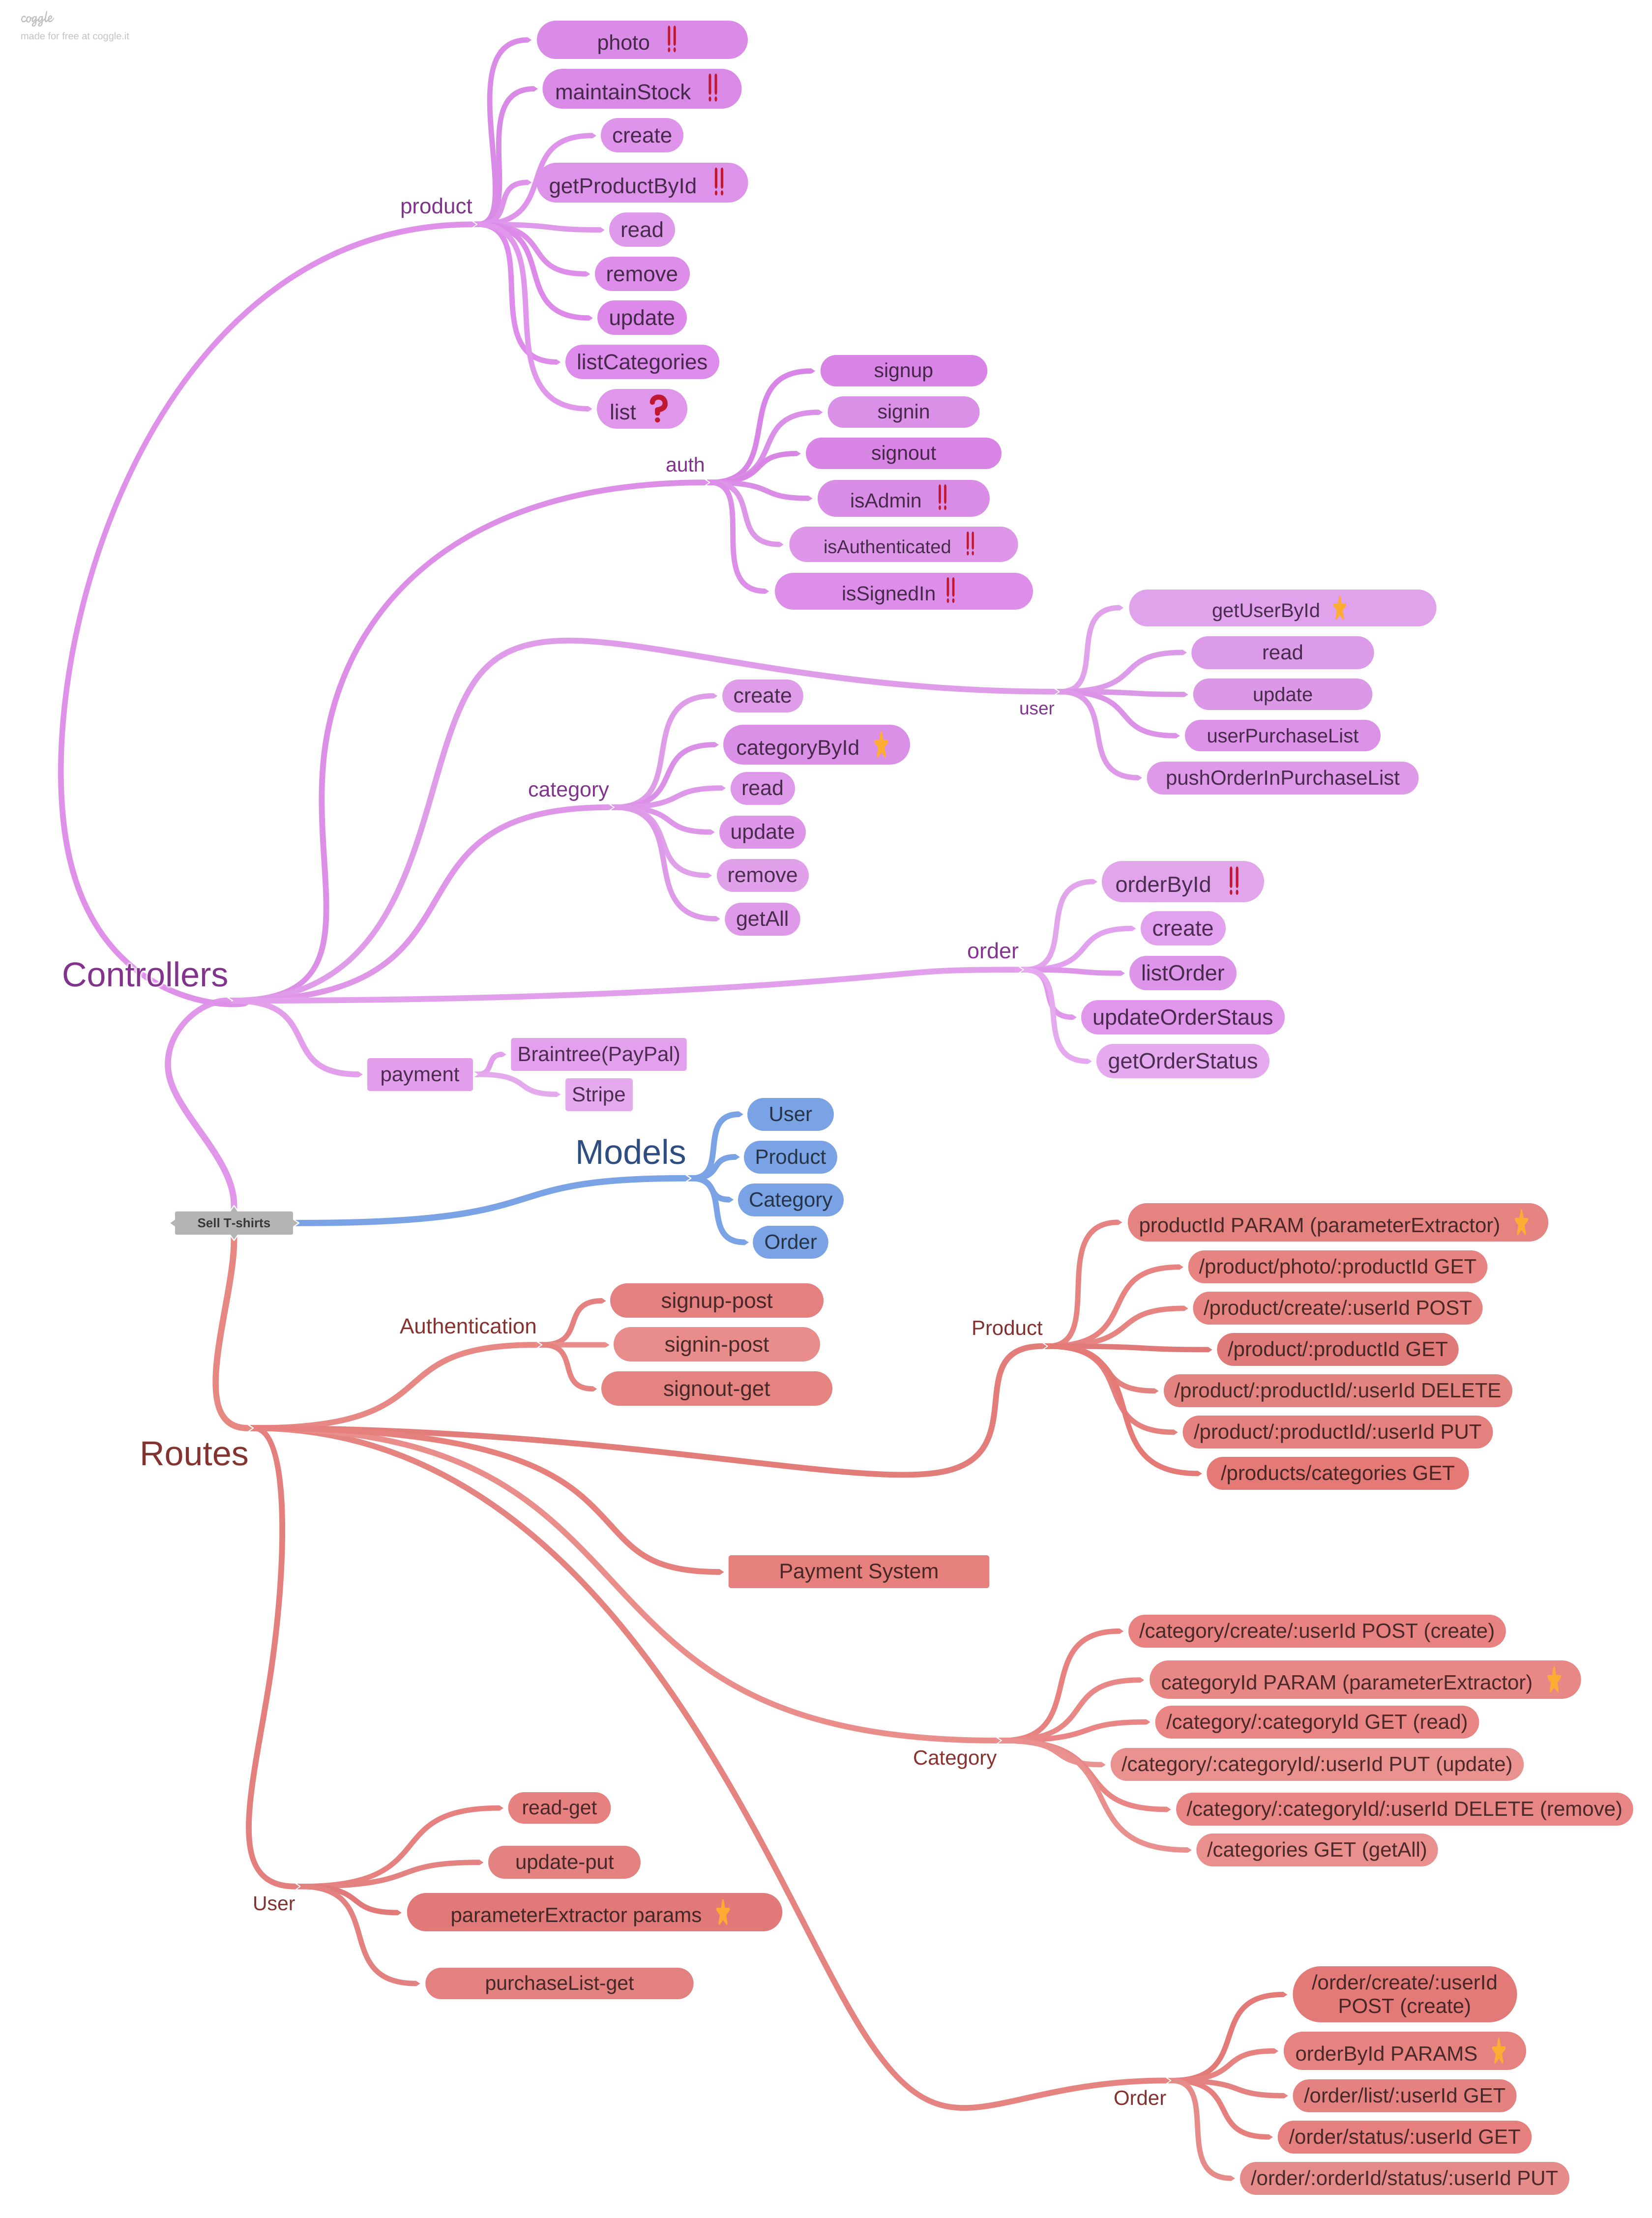 coggle
made for free at coggle.it
photo ‼
maintainStock ‼
create
getProductById ‼
product
read
remove
update
listCategories
list ❓
signup
signin
signout
auth
isAdmin ‼
isAuthenticated ‼
isSignedIn ‼
getUserById
read
update
user
userPurchaseList
pushOrderInPurchaseList
create
categoryById
category
read
update
remove
getAll
orderById ‼
create
order
listOrder
updateOrderStaus
getOrderStatus
Controllers
payment
Braintree(PayPal)
Stripe
Models
User
Product
Category
Order
Sell T-shirts
Authentication
signup-post
signin-post
signout-get
Product
productId PARAM (parameterExtractor)
/product/photo/:productId GET
/product/create/:userId POST
/product/:productId GET
/product/:productId/:userId DELETE
/product/:productId/:userId PUT
/products/categories GET
Routes
Payment System
/category/create/:userId POST (create)
categoryId PARAM (parameterExtractor)
/category/:categoryId GET (read)
Category
/category/:categoryId/:userId PUT (update)
/category/:categoryId/:userId DELETE (remove)
/categories GET (getAll)
read-get
update-put
User
parameterExtractor params
purchaseList-get
/order/create/:userId
POST (create)
orderById PARAMS
/order/list/:userId GET
Order
/order/status/:userId GET
/order/:orderId/status/:userId PUT